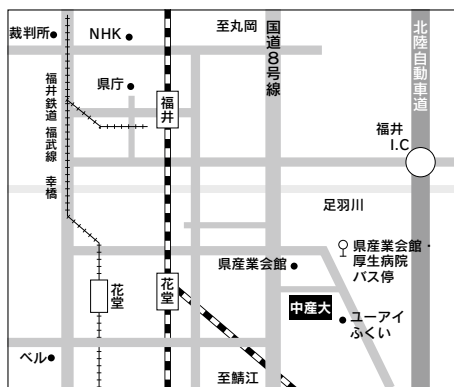 裁判所
NHK
至丸岡
国道8号線
北陸自動車道
県庁
福井鉄道 福武線 幸橋
福井
福井
I.C
足羽川
県産業会館・
厚生病院
バス停
県産業会館
花堂
花堂
中産大
ユーアイ
ふくい
ベル
至鯖江